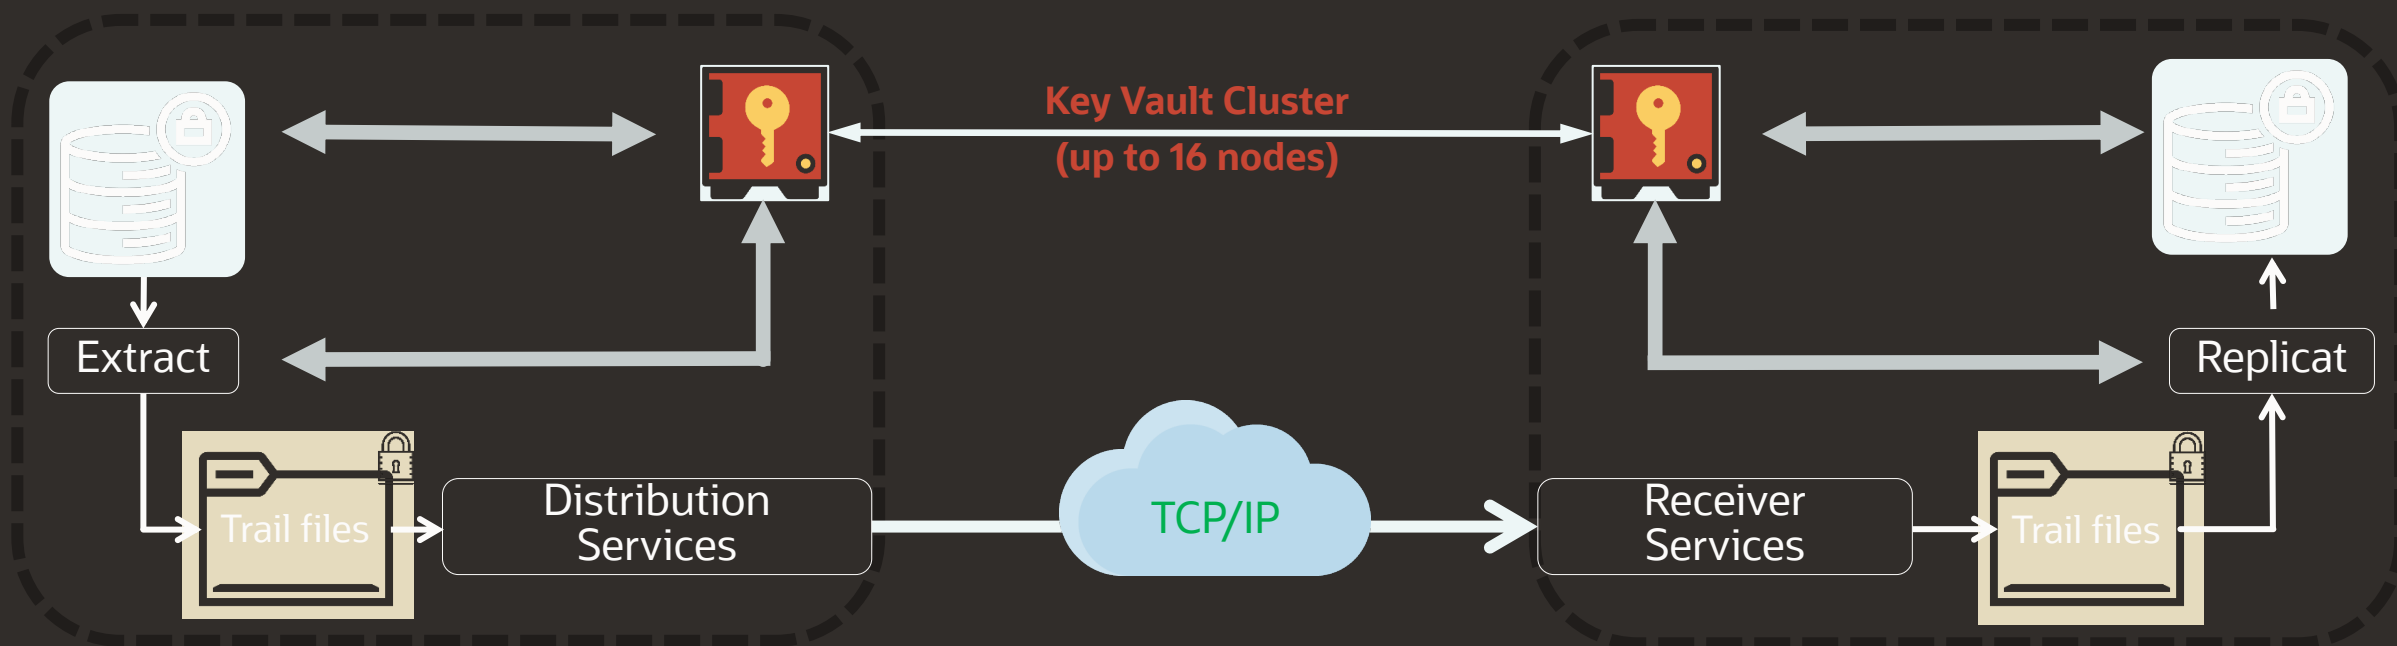 Key Vault Cluster
(up to 16 nodes)
Extract
Replicat
Trail files
Distribution
Services
TCP/IP
Receiver
Services
Trail files